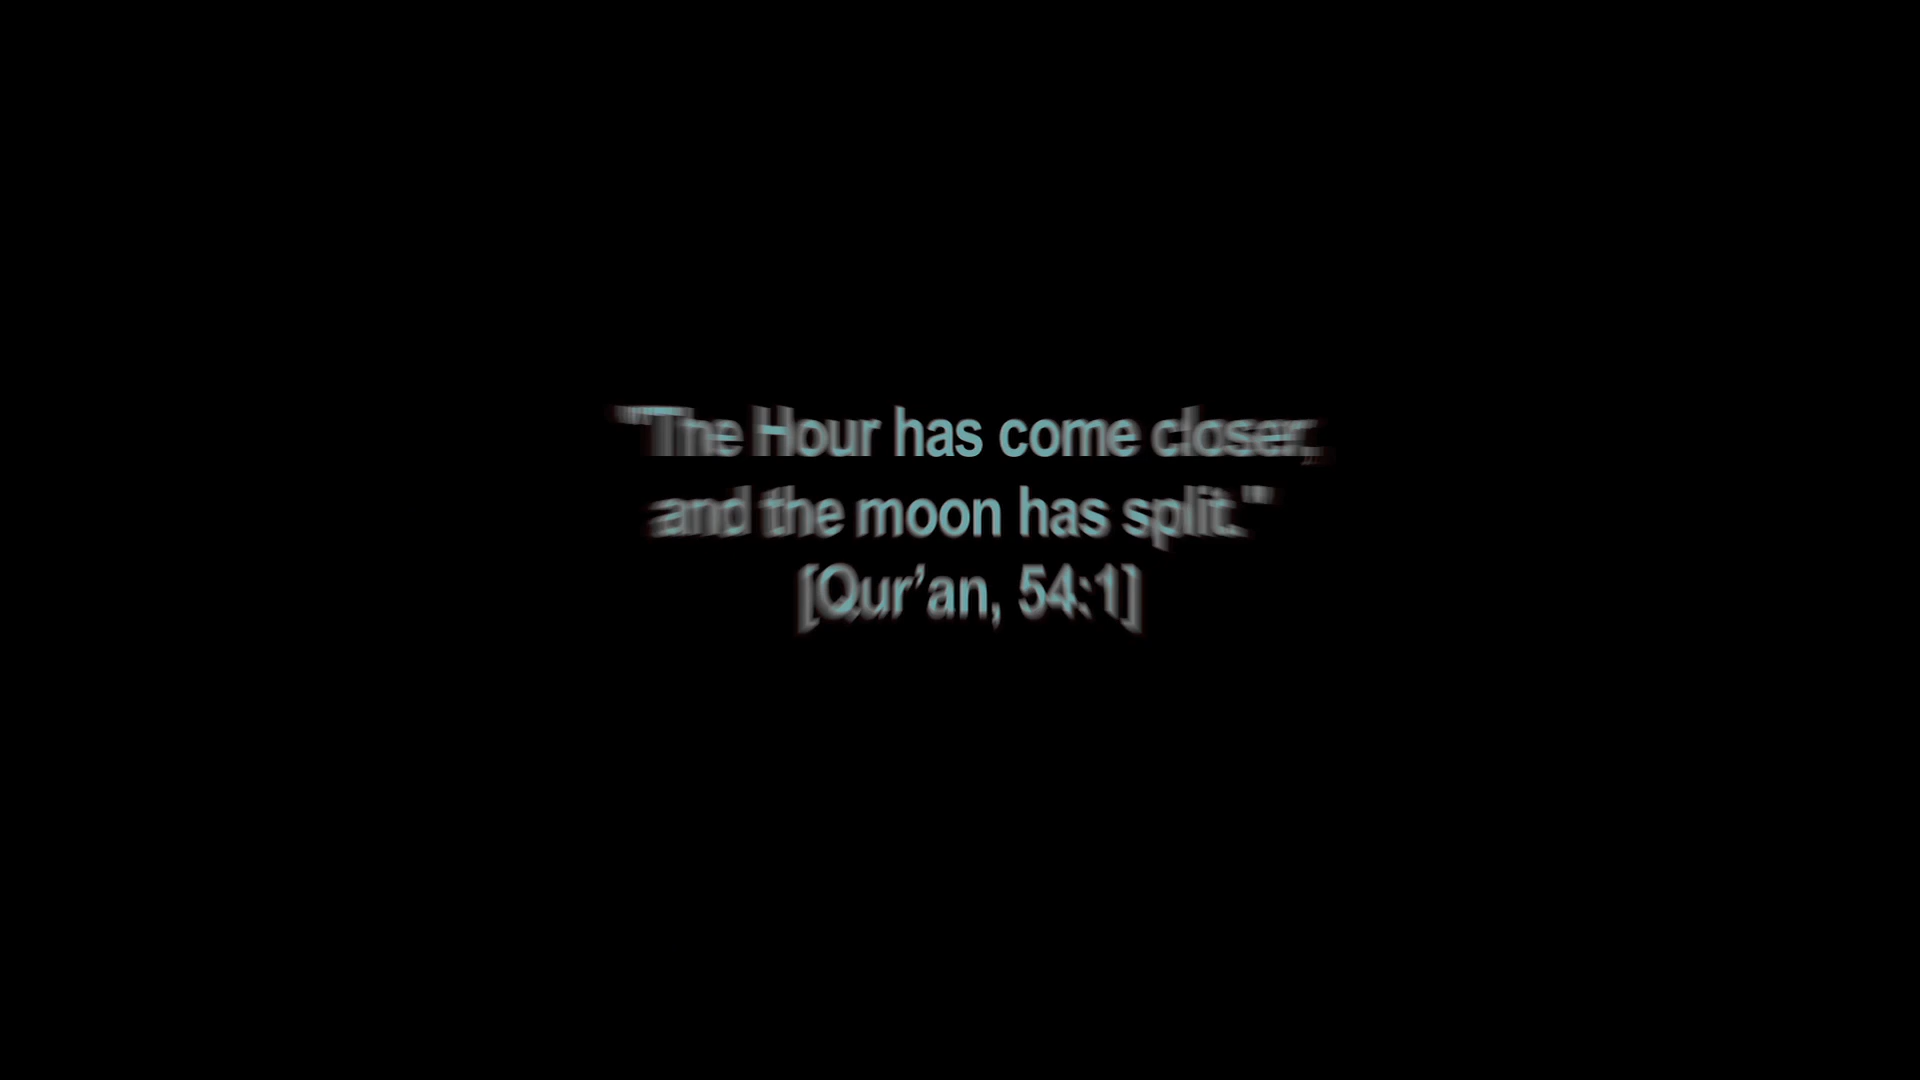 "The Hour has come closer,
and the moon has split."
[Qur’an, 54:1]